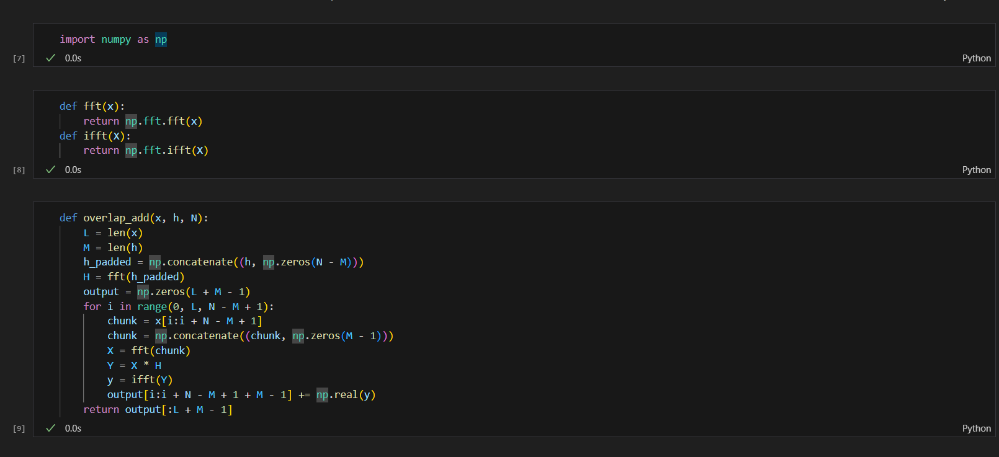 import numpy as np
[7]
0.0s
Python
def fft(x):
    return np.fft.fft(x)
def ifft(X):
    return np.fft.ifft(X)
[8]
0.0s
Python
def overlap_add(x, h, N):
    L = len(x)
    M = len(h)
    h_padded = np.concatenate((h, np.zeros(N - M)))
    H = fft(h_padded)
    output = np.zeros(L + M - 1)
    for i in range(0, L, N - M + 1):
        chunk = x[i:i + N - M + 1]
        chunk = np.concatenate((chunk, np.zeros(M - 1)))
        X = fft(chunk)
        Y = X * H
        y = ifft(Y)
        output[i:i + N - M + 1 + M - 1] += np.real(y)
    return output[:L + M - 1]
[9]
0.0s
Python